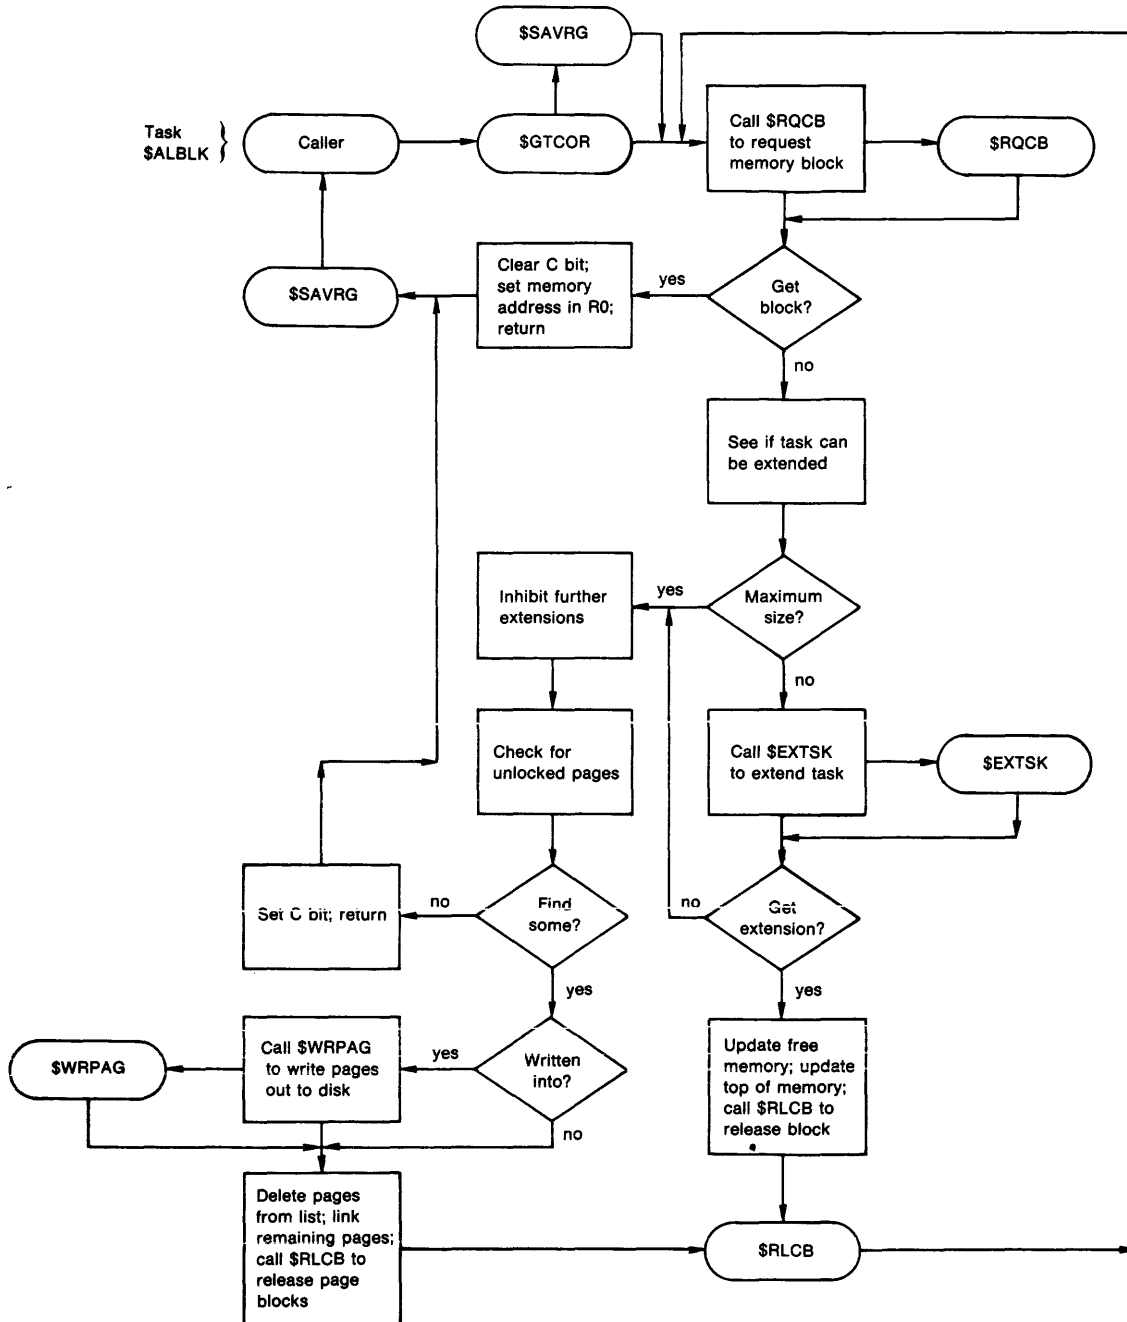 $SAVRG
Task
$ALBLK
Caller
$GTCOR
Call $RQCB
to request
memory block
$RQCB
$SAVRG
Clear C bit;
set memory
address in R0;
return
yes
Get
block?
no
See if task can
be extended
Inhibit further
extensions
yes
Maximum
size?
no
Check for
unlocked pages
Call $EXTSK
to extend task
$EXTSK
Set C bit; return
no
Find
some?
no
Get
extension?
yes
yes
$WRPAG
Call $WRPAG
to write pages
out to disk
yes
Written
into?
no
Update free
memory; update
top of memory;
call $RLCB to
release block
Delete pages
from list; link
remaining pages;
call $RLCB to
release page
blocks
$RLCB